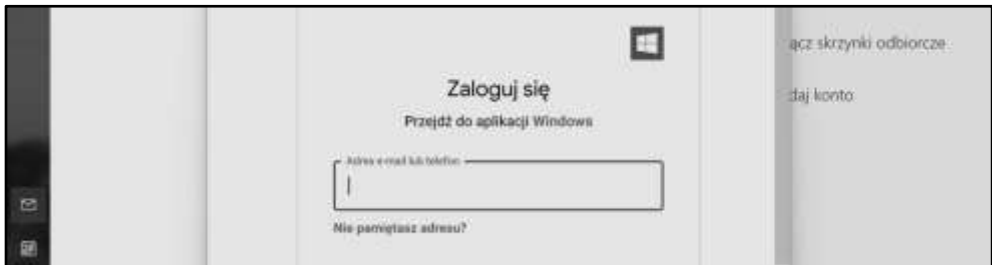 Zaloguj się
Przejdź do aplikacji Windows
Adres e-mail lub telefon
Nie pamiętasz adresu?
ącz skrzynki odbiorcze
daj konto